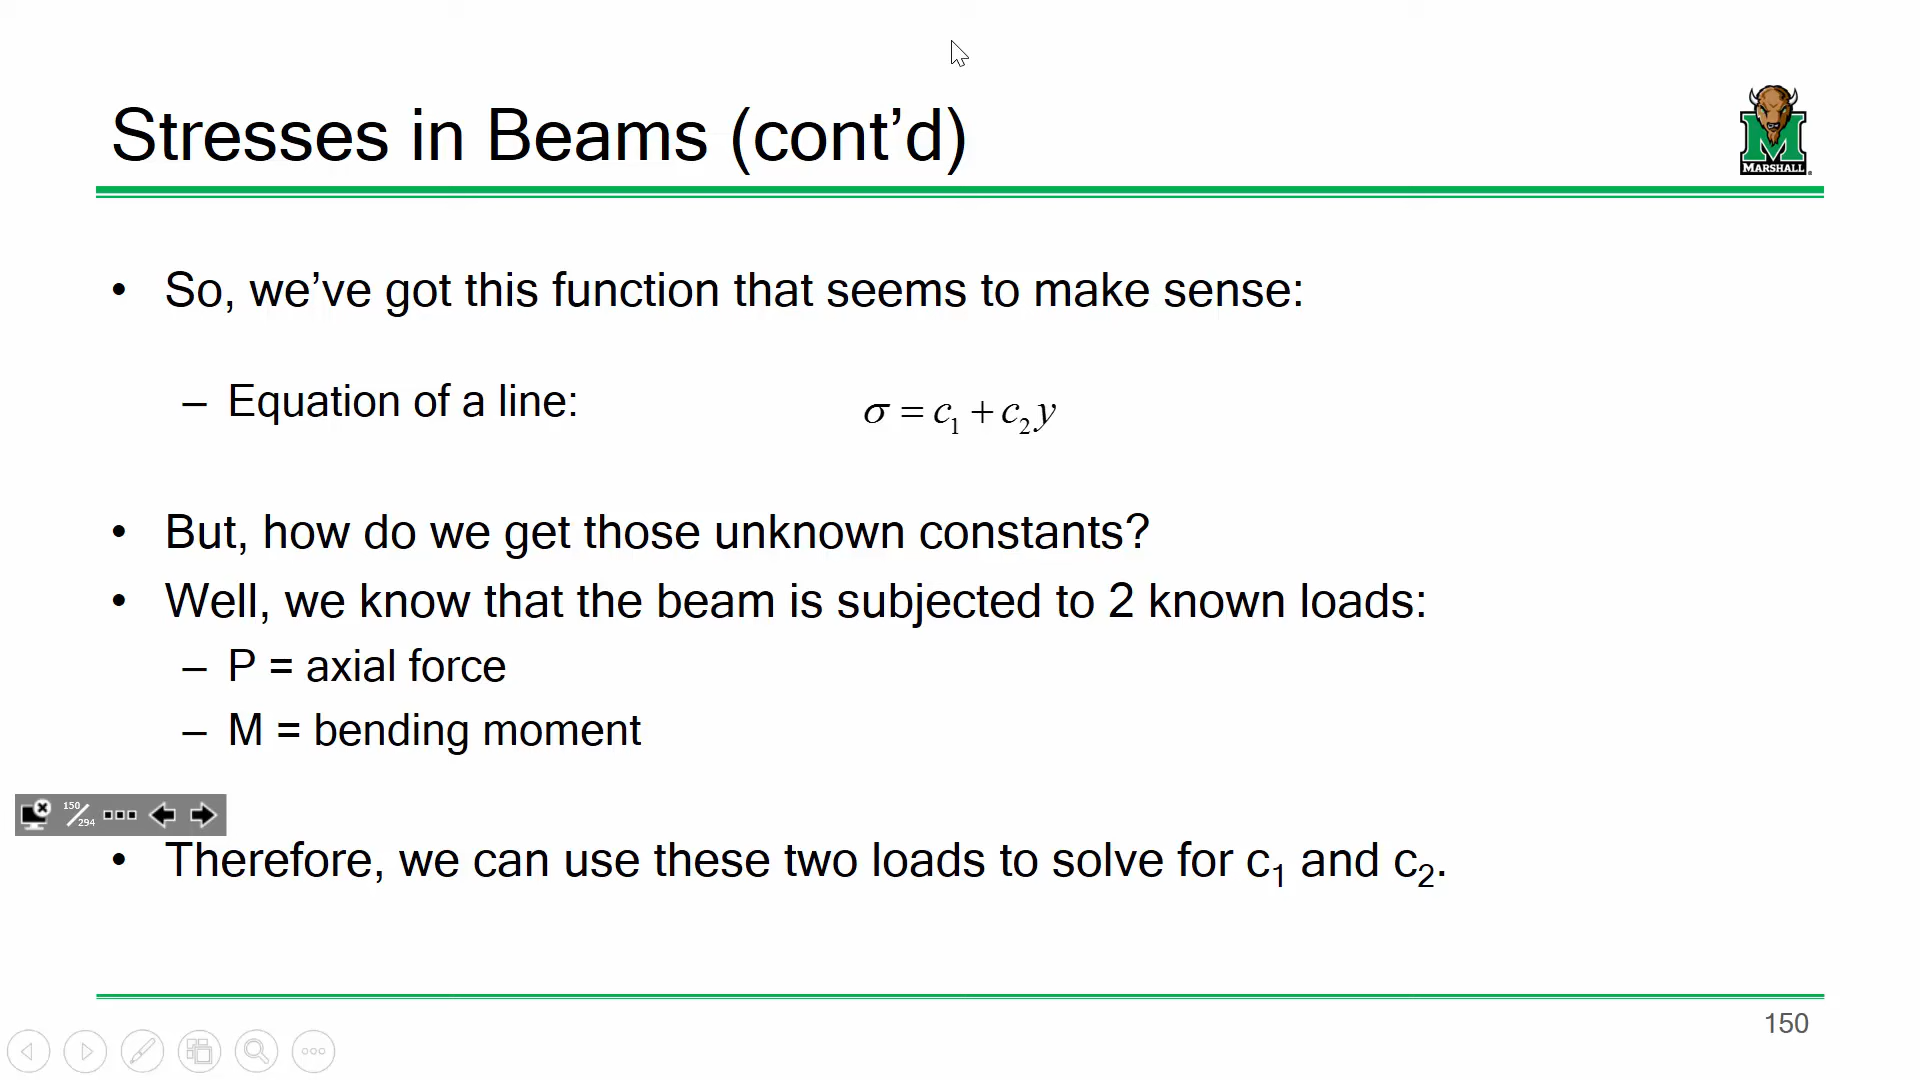 Stresses in Beams (cont’d)
MARSHALL
• So, we’ve got this function that seems to make sense:
– Equation of a line: σ = c₁ + c₂y
• But, how do we get those unknown constants?
• Well, we know that the beam is subjected to 2 known loads:
– P = axial force
– M = bending moment
150/294
• Therefore, we can use these two loads to solve for c₁ and c₂.
150